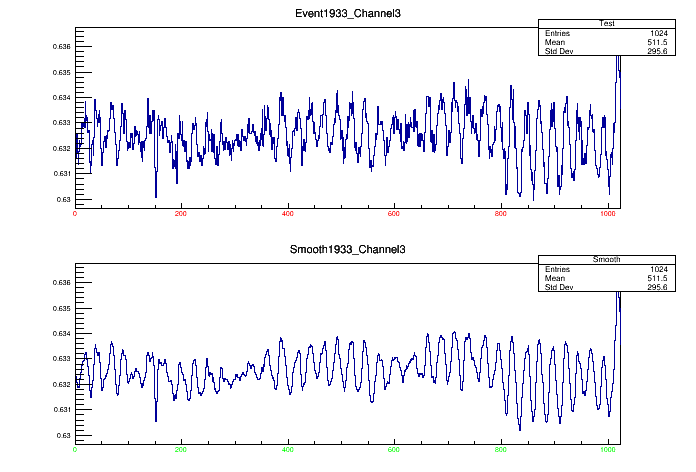 Event1933_Channel3
Test
Entries 1024
Mean 511.5
Std Dev 295.6
0.636
0.635
0.634
0.633
0.632
0.631
0.63
0 200 400 600 800 1000
Smooth1933_Channel3
Smooth
Entries 1024
Mean 511.5
Std Dev 295.6
0.636
0.635
0.634
0.633
0.632
0.631
0.63
0 200 400 600 800 1000